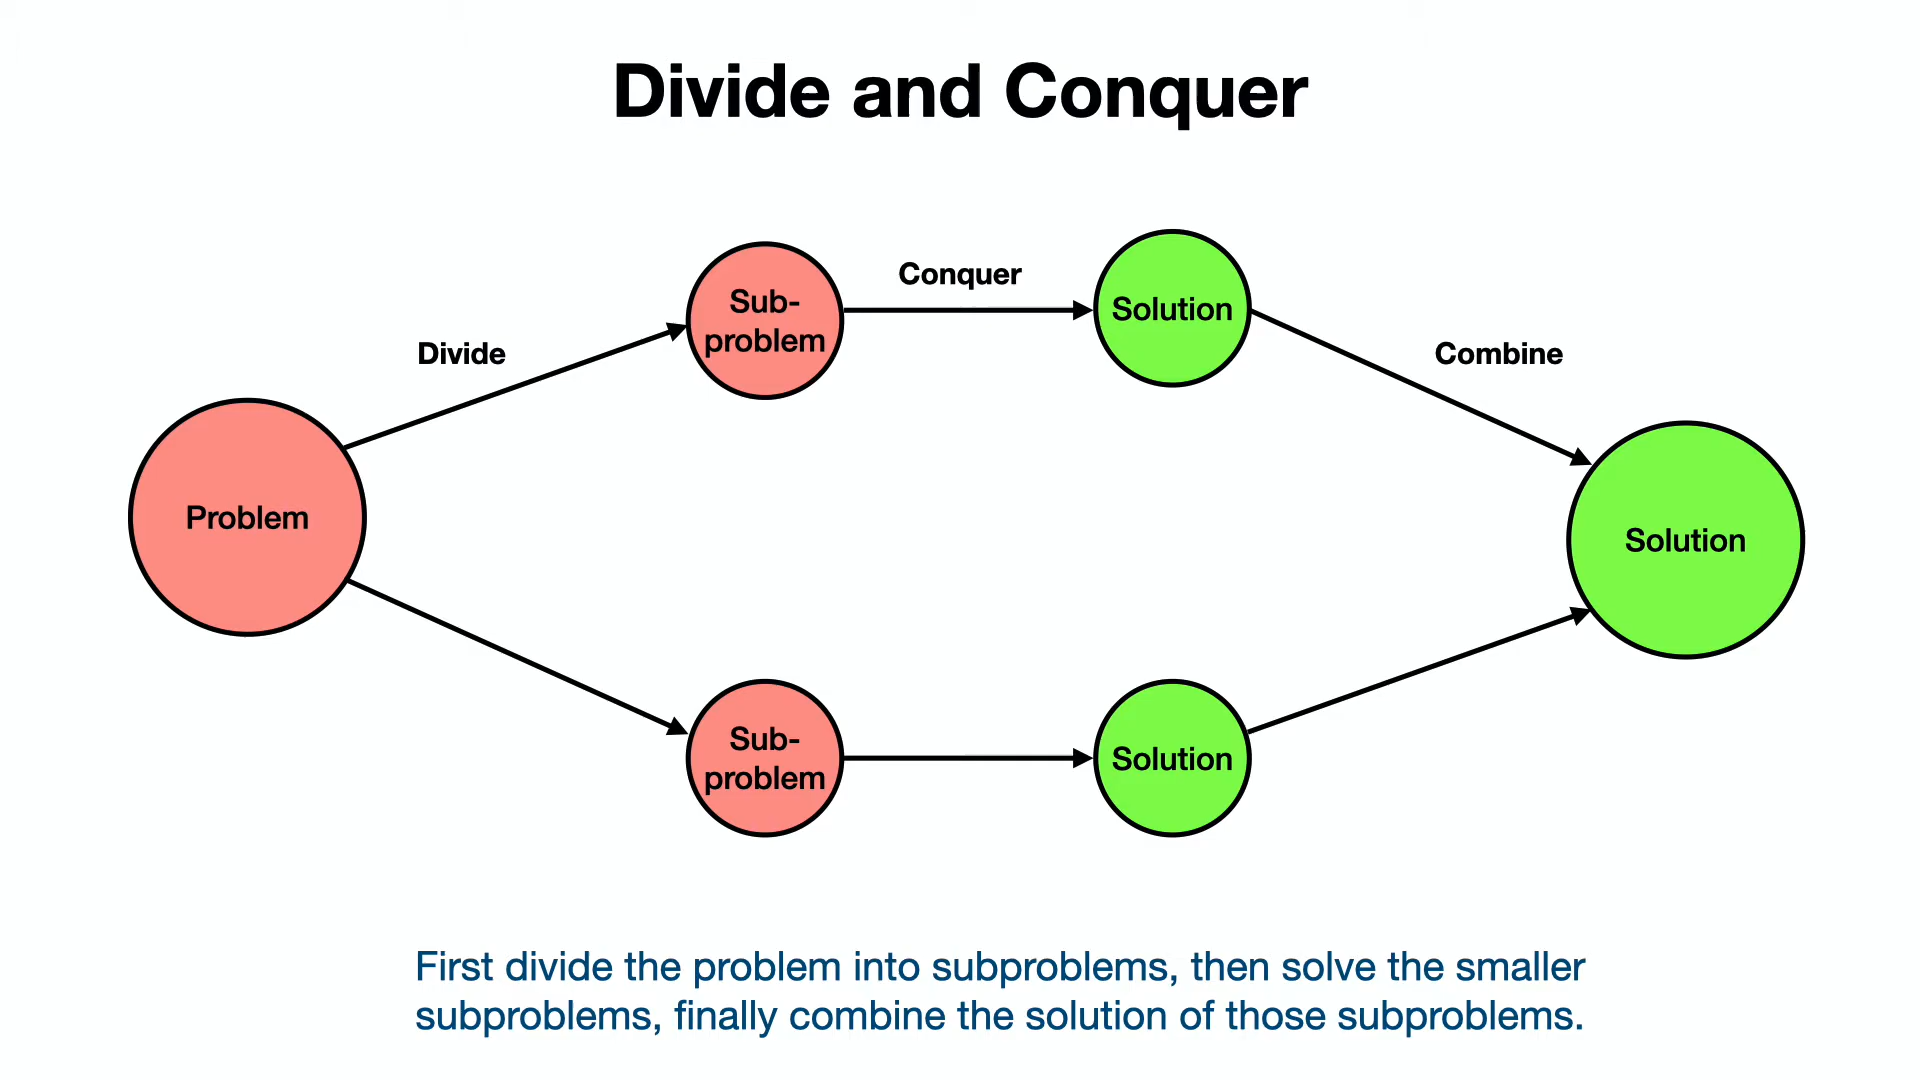 Divide and Conquer
Divide
Conquer
Combine
Problem
Sub-
problem
Solution
Sub-
problem
Solution
Solution
First divide the problem into subproblems, then solve the smaller
subproblems, finally combine the solution of those subproblems.